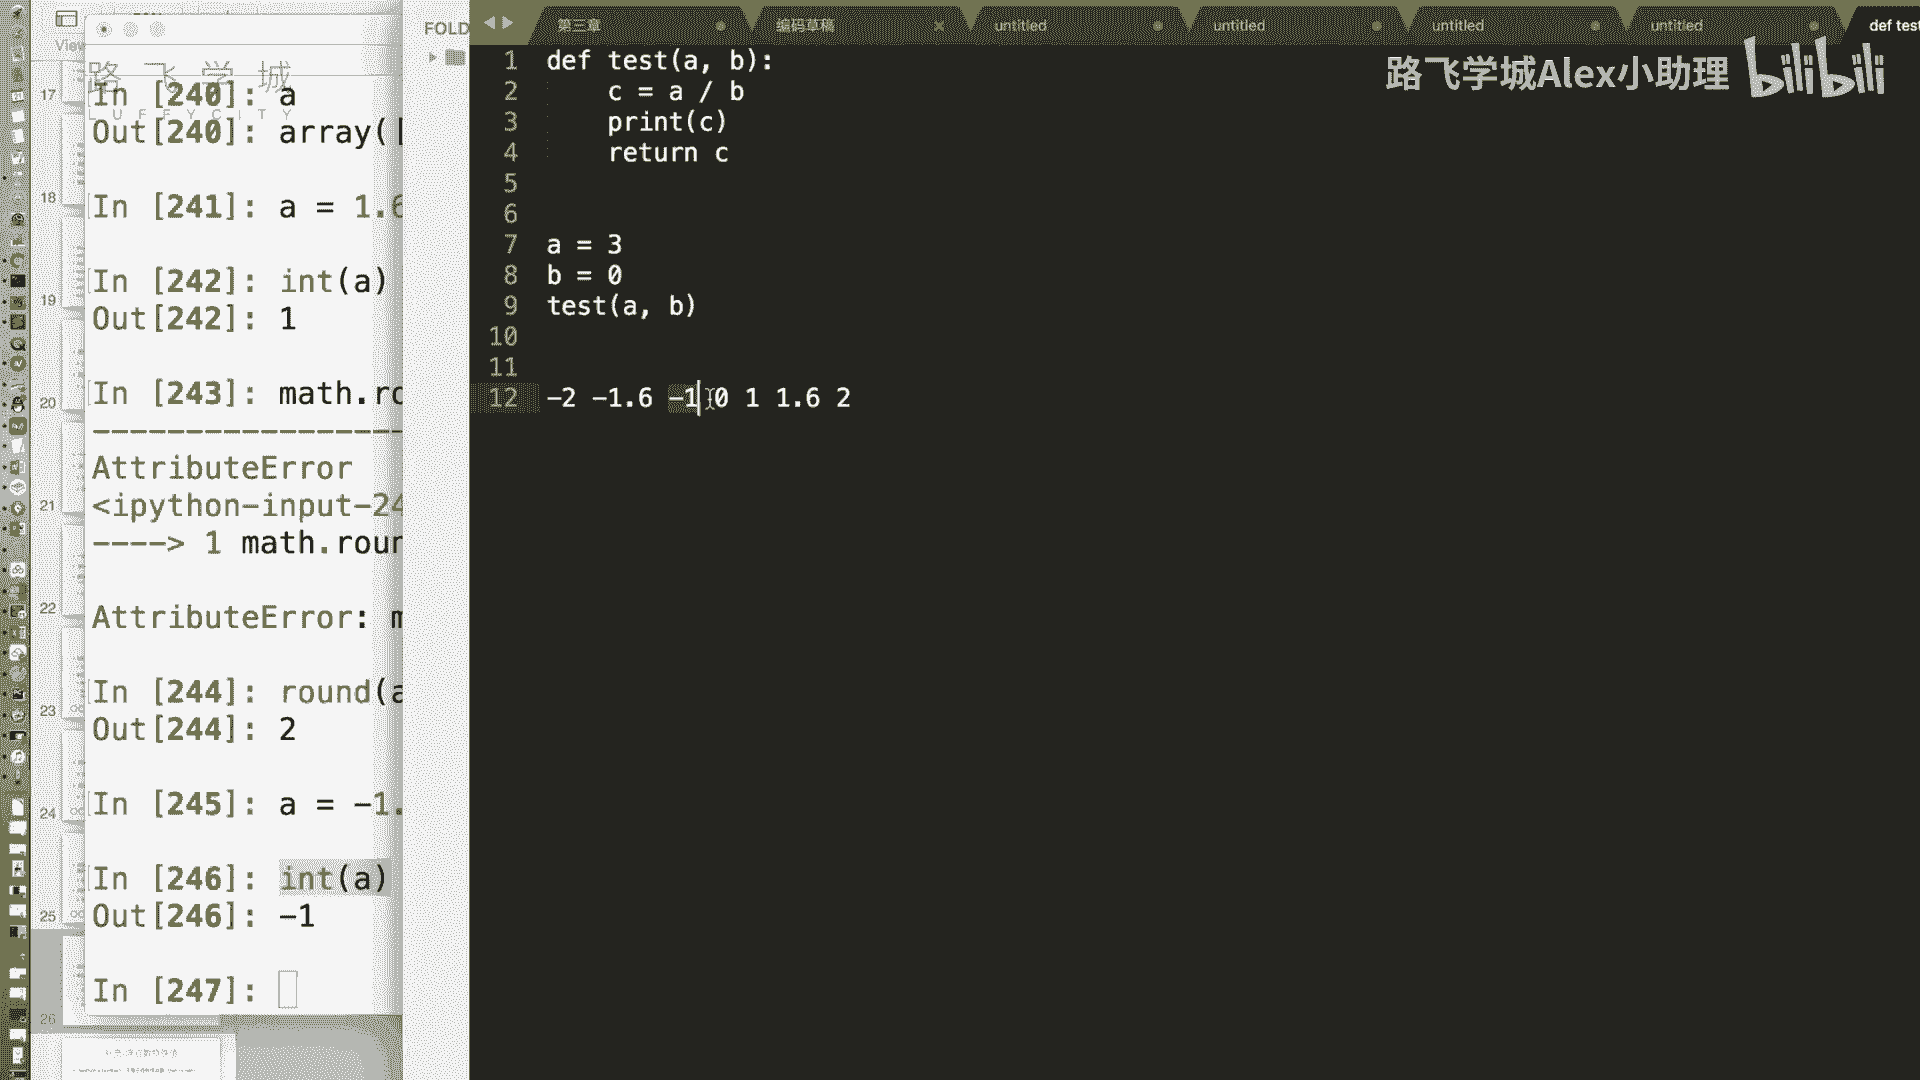 View
路飞学城
LUFFYCITY
17
18
19
20
21
22
23
24
25
26
In [240]: a
Out[240]: array([
In [241]: a = 1.6
In [242]: int(a)
Out[242]: 1
In [243]: math.ro
AttributeError
<ipython-input-24
----> 1 math.roun
AttributeError: m
In [244]: round(a
Out[244]: 2
In [245]: a = -1.
In [246]: int(a)
Out[246]: -1
In [247]:
FOLD
第三章
编码草稿
untitled
untitled
untitled
untitled
def test
路飞学城Alex小助理 bilibili
1 def test(a, b):
2 c = a / b
3 print(c)
4 return c
5
6
7 a = 3
8 b = 0
9 test(a, b)
10
11
12 -2 -1.6 -1 0 1 1.6 2